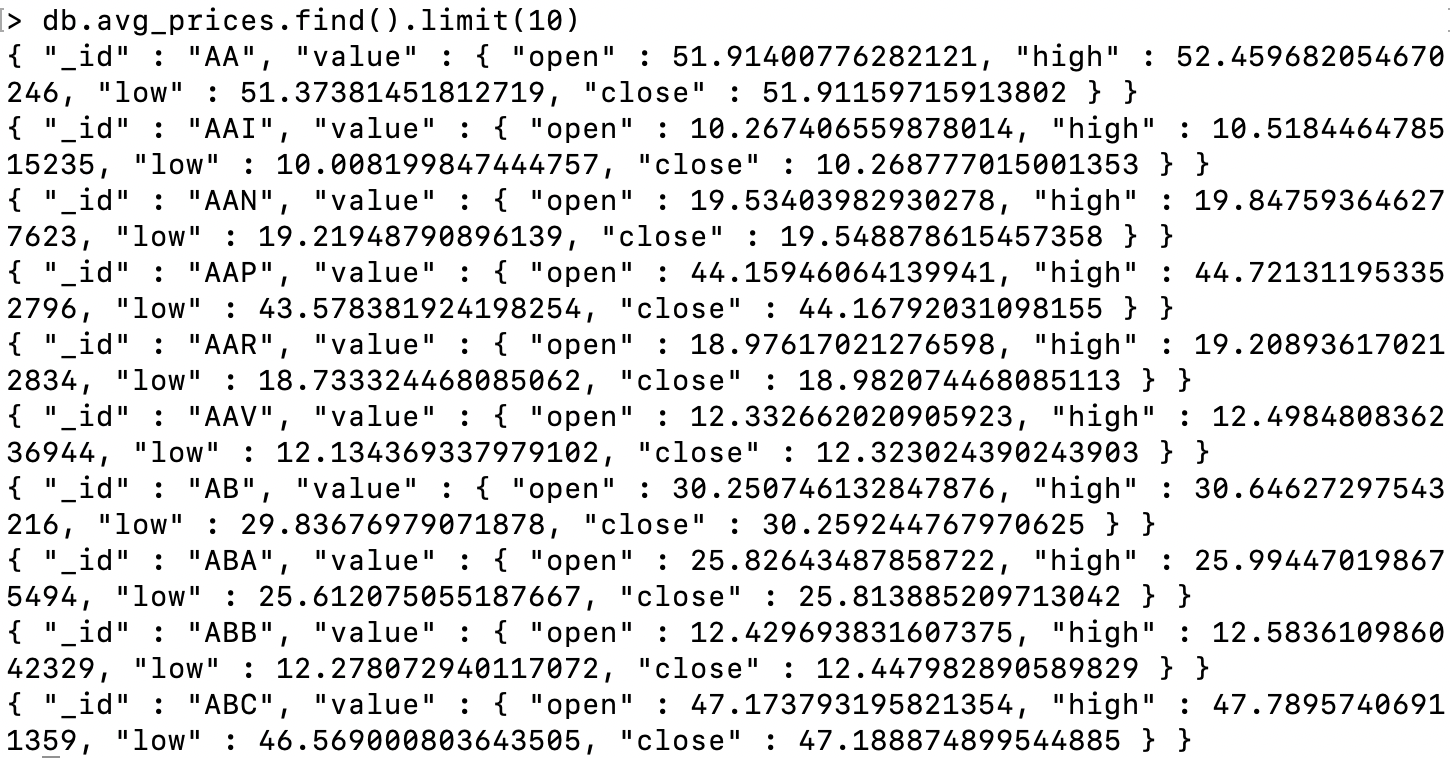 > db.avg_prices.find().limit(10)
{ "_id" : "AA", "value" : { "open" : 51.91400776282121, "high" : 52.459682054670
246, "low" : 51.37381451812719, "close" : 51.91159715913802 } }
{ "_id" : "AAI", "value" : { "open" : 10.267406559878014, "high" : 10.5184464785
15235, "low" : 10.008199847444757, "close" : 10.268777015001353 } }
{ "_id" : "AAN", "value" : { "open" : 19.53403982930278, "high" : 19.84759364627
7623, "low" : 19.21948790896139, "close" : 19.548878615457358 } }
{ "_id" : "AAP", "value" : { "open" : 44.15946064139941, "high" : 44.72131195335
2796, "low" : 43.578381924198254, "close" : 44.16792031098155 } }
{ "_id" : "AAR", "value" : { "open" : 18.97617021276598, "high" : 19.20893617021
2834, "low" : 18.733324468085062, "close" : 18.982074468085113 } }
{ "_id" : "AAV", "value" : { "open" : 12.332662020905923, "high" : 12.4984808362
36944, "low" : 12.134369337979102, "close" : 12.323024390243903 } }
{ "_id" : "AB", "value" : { "open" : 30.250746132847876, "high" : 30.64627297543
216, "low" : 29.83676979071878, "close" : 30.259244767970625 } }
{ "_id" : "ABA", "value" : { "open" : 25.82643487858722, "high" : 25.99447019867
5494, "low" : 25.612075055187667, "close" : 25.813885209713042 } }
{ "_id" : "ABB", "value" : { "open" : 12.429693831607375, "high" : 12.5836109860
42329, "low" : 12.278072940117072, "close" : 12.447982890589829 } }
{ "_id" : "ABC", "value" : { "open" : 47.173793195821354, "high" : 47.7895740691
1359, "low" : 46.569000803643505, "close" : 47.188874899544885 } }